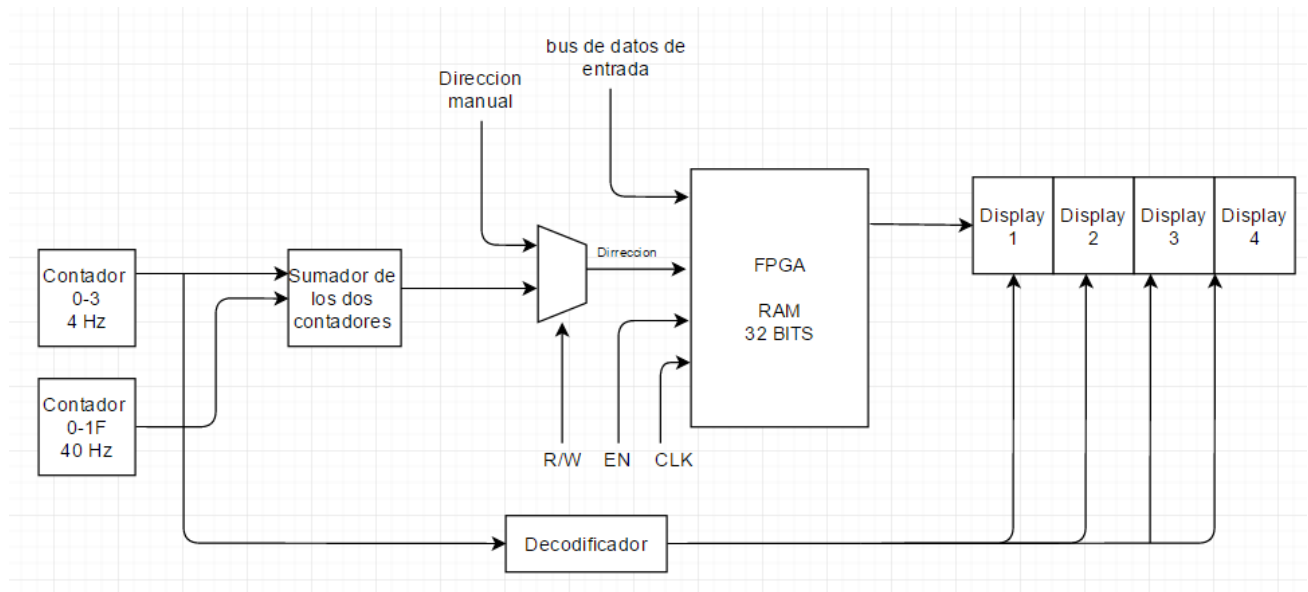 bus de datos de
entrada
Direccion
manual
Contador
0-3
4 Hz
Sumador de
los dos
contadores
Dirreccion
FPGA
RAM
32 BITS
Display
1
Display
2
Display
3
Display
4
Contador
0-1F
40 Hz
R/W
EN
CLK
Decodificador